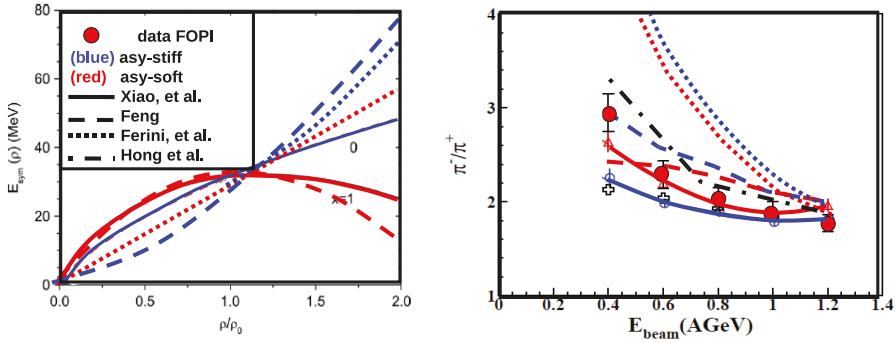 80
60
40
20
0
E_sym (ρ) (MeV)
data FOPI
(blue) asy-stiff
(red) asy-soft
Xiao, et al.
Feng
Ferini, et al.
Hong et al.
0
x=1
0.0 0.5 1.0 1.5 2.0
ρ/ρ₀
4
3
2
1
π⁻/π⁺
0 0.2 0.4 0.6 0.8 1 1.2 1.4
E_beam(AGeV)